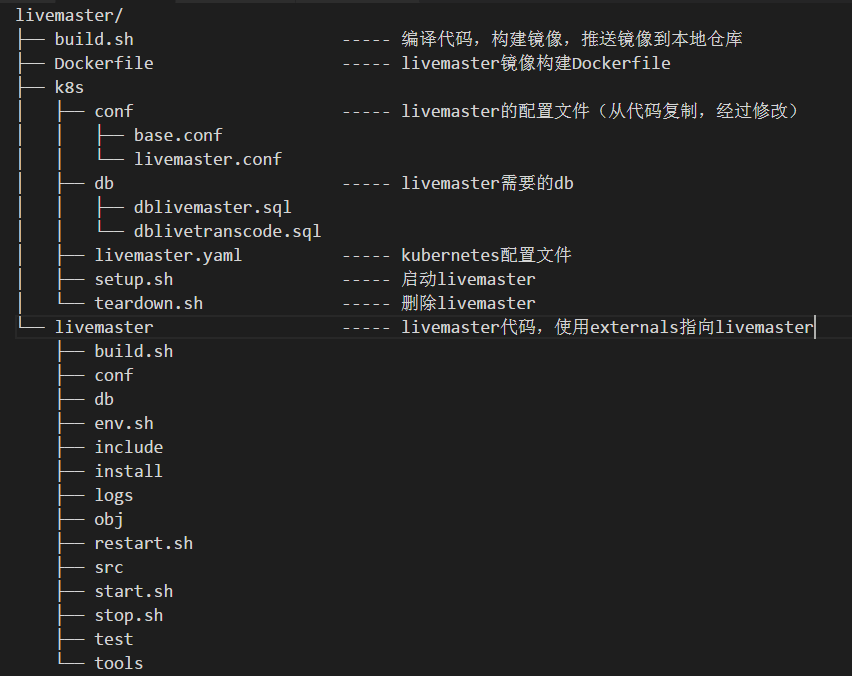 livemaster/
├── build.sh                     ----- 编译代码，构建镜像，推送镜像到本地仓库
├── Dockerfile                   ----- livemaster镜像构建Dockerfile
├── k8s
│   ├── conf                     ----- livemaster的配置文件（从代码复制，经过修改）
│   │   ├── base.conf
│   │   └── livemaster.conf
│   ├── db                       ----- livemaster需要的db
│   │   ├── dblivemaster.sql
│   │   └── dblivetranscode.sql
│   ├── livemaster.yaml          ----- kubernetes配置文件
│   ├── setup.sh                 ----- 启动livemaster
│   └── teardown.sh              ----- 删除livemaster
└── livemaster                   ----- livemaster代码，使用externals指向livemaster
    ├── build.sh
    ├── conf
    ├── db
    ├── env.sh
    ├── include
    ├── install
    ├── logs
    ├── obj
    ├── restart.sh
    ├── src
    ├── start.sh
    ├── stop.sh
    ├── test
    └── tools